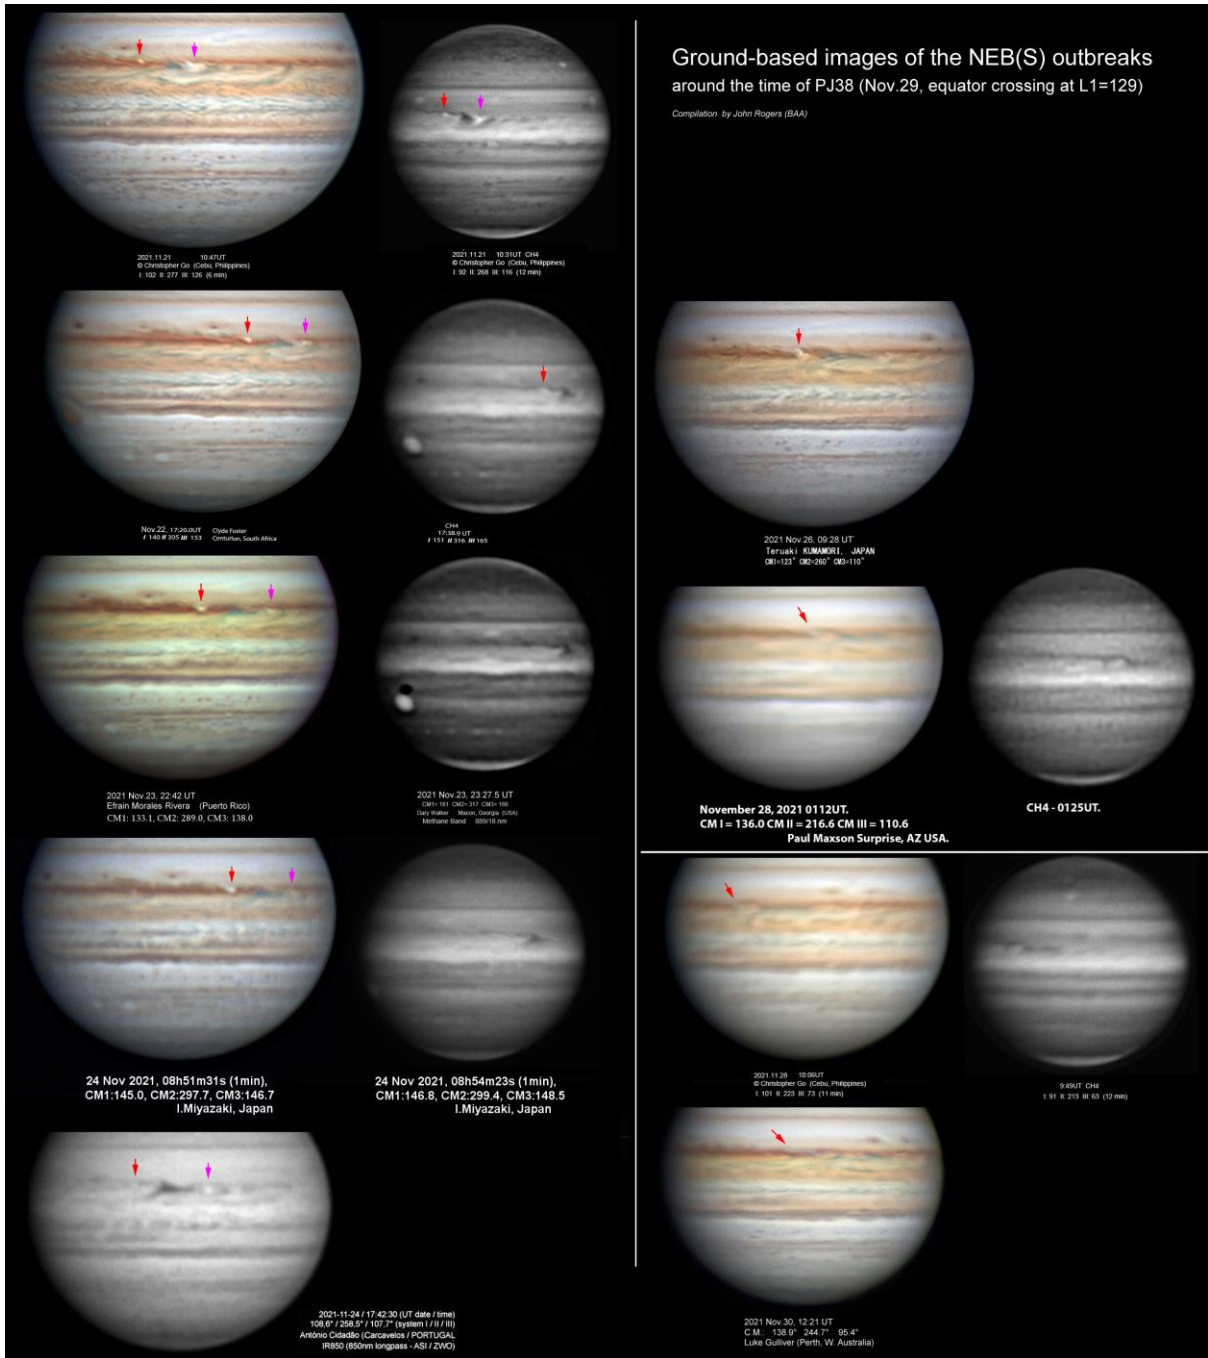 Ground-based images of the NEB(S) outbreaks
around the time of PJ38 (Nov.29, equator crossing at L1=129)
Compilation by John Rogers (BAA)
2021.11.21 10:47UT
© Christopher Go (Cebu, Philippines)
I: 102 II: 277 III: 126 (6 min)
2021.11.21 10:31UT CH4
© Christopher Go (Cebu, Philippines)
I: 92 II: 268 III: 116 (12 min)
Nov.22, 17:20.0UT Clyde Foster
I 140 II 305 III 153 Centurion, South Africa
CH4
17:38.9 UT
I 151 II 316 III 165
2021 Nov.23, 22:42 UT
Efrain Morales Rivera (Puerto Rico)
CM1: 133.1, CM2: 289.0, CM3: 138.0
2021 Nov.23, 23:27.5 UT
CM1= 161 CM2= 317 CM3= 166
Gary Walker Macon, Georgia (USA)
Methane Band 889/18 nm
24 Nov 2021, 08h51m31s (1min),
CM1:145.0, CM2:297.7, CM3:146.7
I.Miyazaki, Japan
24 Nov 2021, 08h54m23s (1min),
CM1:146.8, CM2:299.4, CM3:148.5
I.Miyazaki, Japan
2021-11-24 / 17:42:30 (UT date / time)
108,6° / 258,5° / 107,7° (system I / II / III)
António Cidadão (Carcavelos / PORTUGAL
IR850 (850nm longpass - ASI / ZWO)
2021 Nov.26, 09:28 UT
Teruaki KUMAMORI, JAPAN
CM1=123° CM2=260° CM3=110°
November 28, 2021 0112UT.
CM I = 136.0 CM II = 216.6 CM III = 110.6
Paul Maxson Surprise, AZ USA.
CH4 - 0125UT.
2021.11.28 10:06UT
© Christopher Go (Cebu, Philippines)
I: 101 II: 223 III: 73 (11 min)
9:49UT CH4
I: 91 II: 213 III: 63 (12 min)
2021 Nov.30, 12:21 UT
C.M.: 138.9° 244.7° 95.4°
Luke Gulliver (Perth, W. Australia)